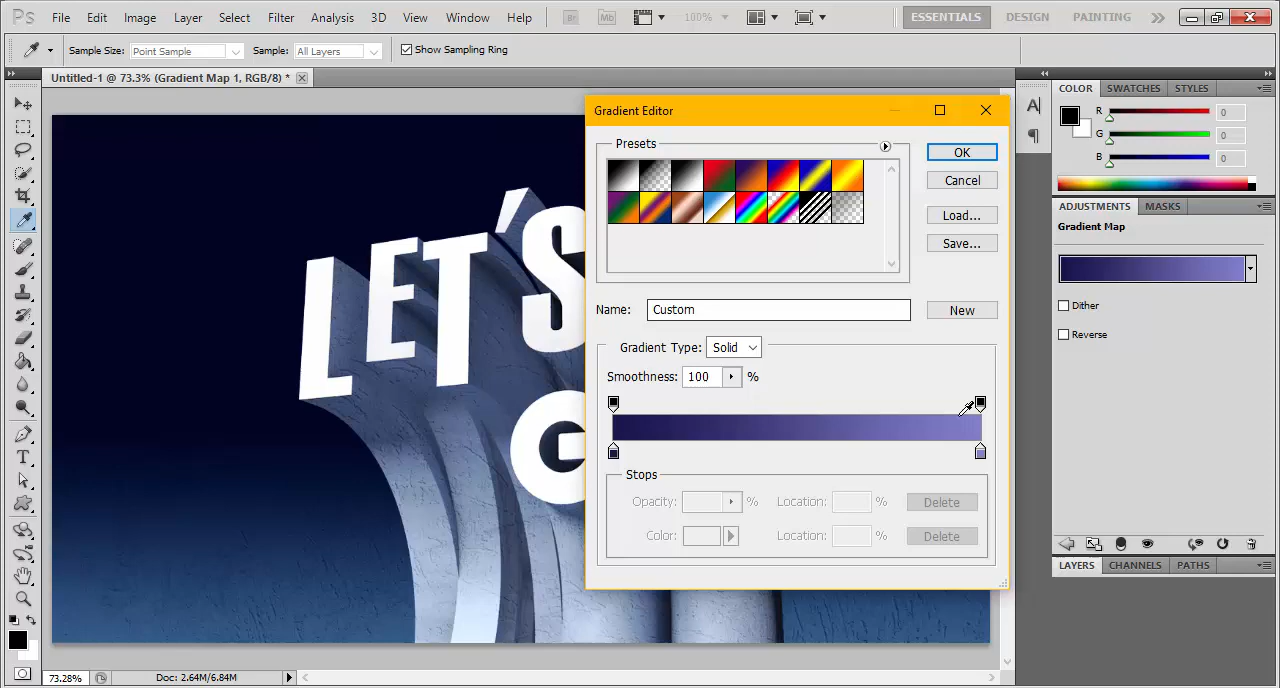 Ps File Edit Image Layer Select Filter Analysis 3D View Window Help Br Mb 100% ESSENTIALS DESIGN PAINTING
Sample Size: Point Sample Sample: All Layers Show Sampling Ring
Untitled-1 @ 73.3% (Gradient Map 1, RGB/8) *
LET'S
G
73.28% Doc: 2.64M/6.84M
Gradient Editor
Presets
OK
Cancel
Load...
Save...
Name: Custom New
Gradient Type: Solid
Smoothness: 100 %
Stops
Opacity: % Location: % Delete
Color: Location: % Delete
A
COLOR SWATCHES STYLES
R 0
G 0
B 0
ADJUSTMENTS MASKS
Gradient Map
Dither
Reverse
LAYERS CHANNELS PATHS